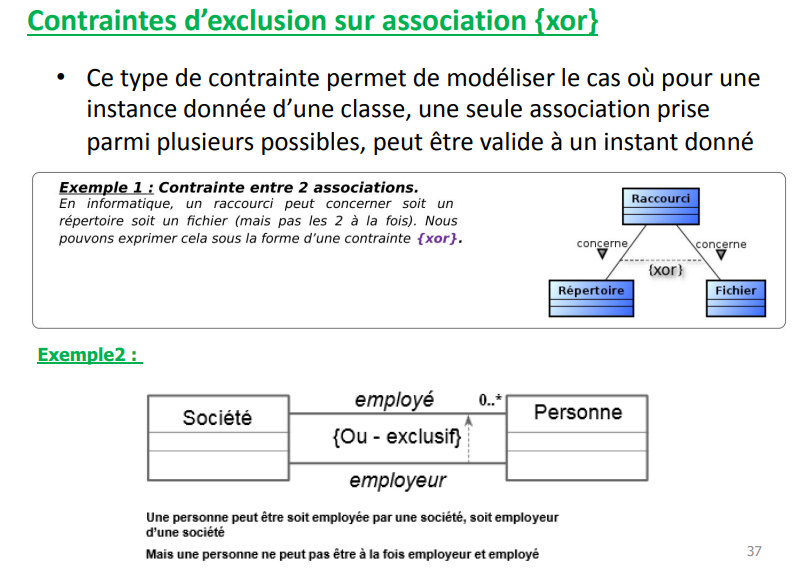 Contraintes d’exclusion sur association {xor}
• Ce type de contrainte permet de modéliser le cas où pour une
instance donnée d’une classe, une seule association prise
parmi plusieurs possibles, peut être valide à un instant donné
Exemple 1 : Contrainte entre 2 associations.
En informatique, un raccourci peut concerner soit un
répertoire soit un fichier (mais pas les 2 à la fois). Nous
pouvons exprimer cela sous la forme d’une contrainte {xor}.
Raccourci
concerne
concerne
{xor}
Répertoire
Fichier
Exemple2 :
Société
employé
0..*
Personne
{Ou - exclusif}
employeur
Une personne peut être soit employée par une société, soit employeur
d’une société
Mais une personne ne peut pas être à la fois employeur et employé
37